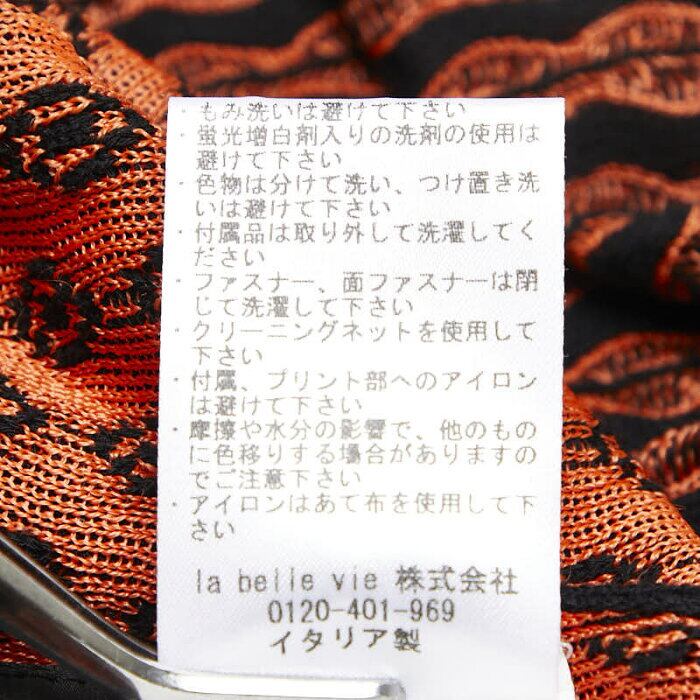 ・もみ洗いは避けて下さい
・蛍光増白剤入りの洗剤の使用は
避けて下さい
・色物は分けて洗い、つけ置き洗
いは避けて下さい
・付属品は取り外して洗濯してく
ださい
・ファスナー、面ファスナーは閉
じて洗濯して下さい
・クリーニングネットを使用して
下さい
・付属、プリント部へのアイロン
は避けて下さい
・摩擦や水分の影響で、他のもの
に色移りする場合がありますの
でご注意下さい
・アイロンはあて布を使用して下
さい
la belle vie 株式会社
0120-401-969
イタリア製